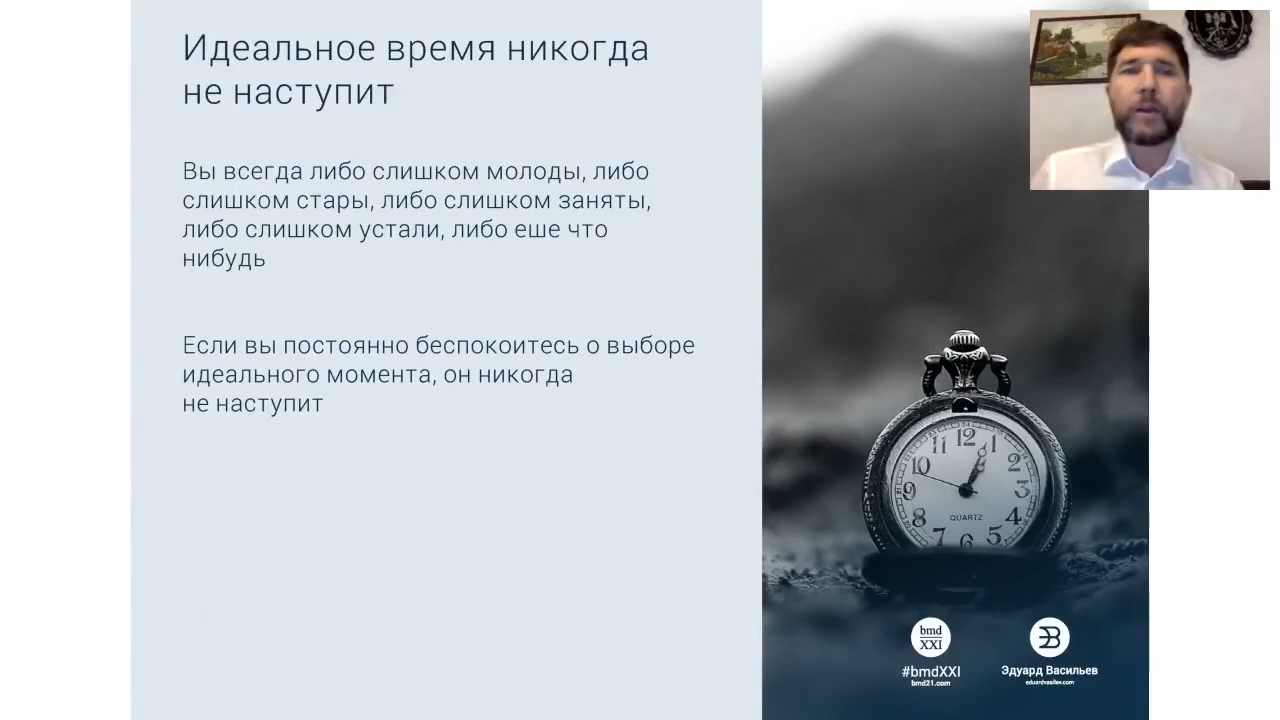 Идеальное время никогда
не наступит
Вы всегда либо слишком молоды, либо
слишком стары, либо слишком заняты,
либо слишком устали, либо еше что
нибудь
Если вы постоянно беспокоитесь о выборе
идеального момента, он никогда
не наступит
12
11 1
10 2
9 3
8 4
7 6 5
QUARTZ
bmd
XXI
#bmdXXI
bmd21.com
Эдуард Васильев
eduardvasilev.com